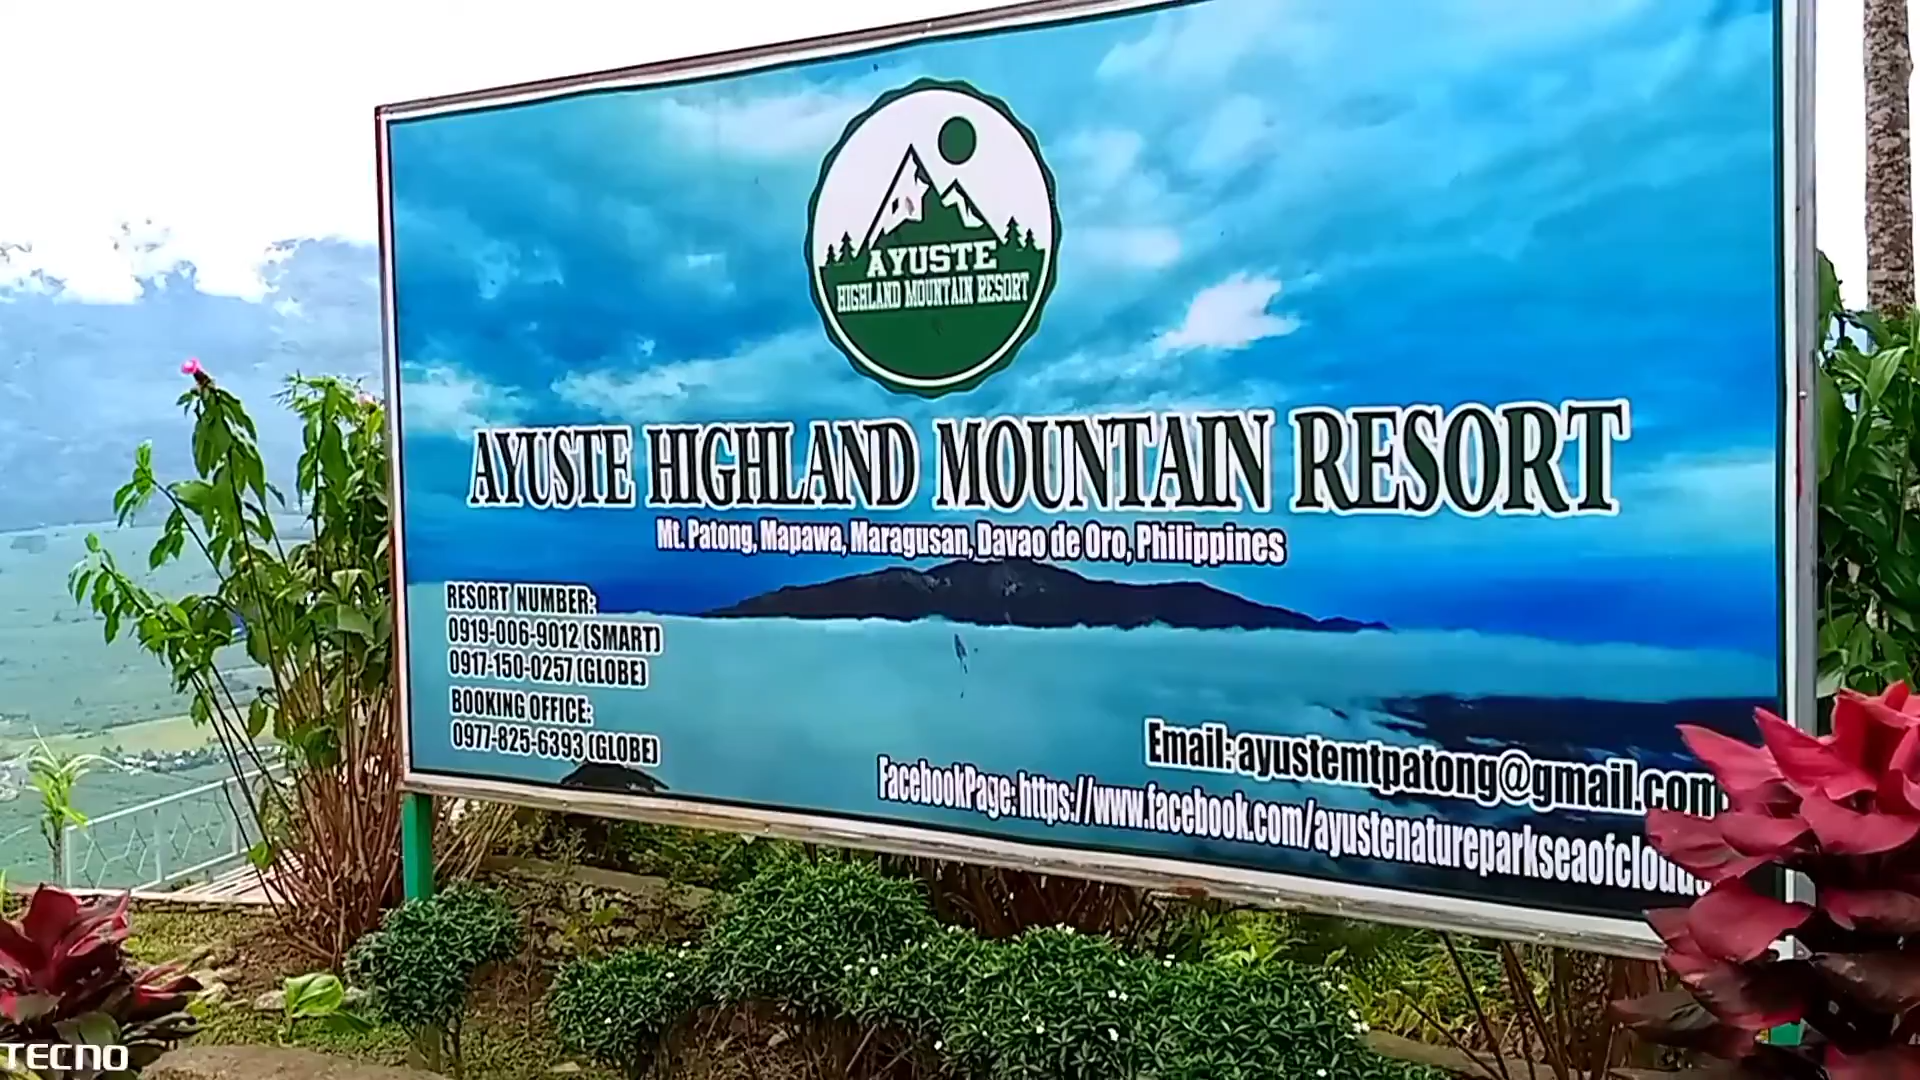 AYUSTE
HIGHLAND MOUNTAIN RESORT
AYUSTE HIGHLAND MOUNTAIN RESORT
Mt. Patong, Mapawa, Maragusan, Davao de Oro, Philippines
RESORT NUMBER:
0919-006-9012 (SMART)
0917-150-0257 (GLOBE)
BOOKING OFFICE:
0977-825-6393 (GLOBE)
Email: ayustemtpatong@gmail.com
FacebookPage: https://www.facebook.com/ayustenatureparkseaofclouds
TECNO